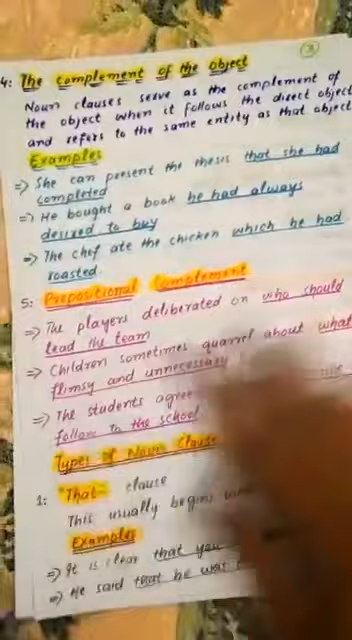 3
4: The complement of the object
Noun clauses serve as the complement of
the object when it follows the direct object
and refers to the same entity as that object
Examples
=> She can present the thesis that she had
completed
=> He bought a book he had always
desired to buy
=> The chef ate the chicken which he had
roasted
5: Prepositional Complement
=> The players deliberated on who should
lead the team
=> Children sometimes quarrel about what
flimsy and unnecessary
=> The students agree
follow in the school
Types of Noun Clause
1: "That-" clause
This usually begins
Examples
=> It is clear that you
=> He said that he was